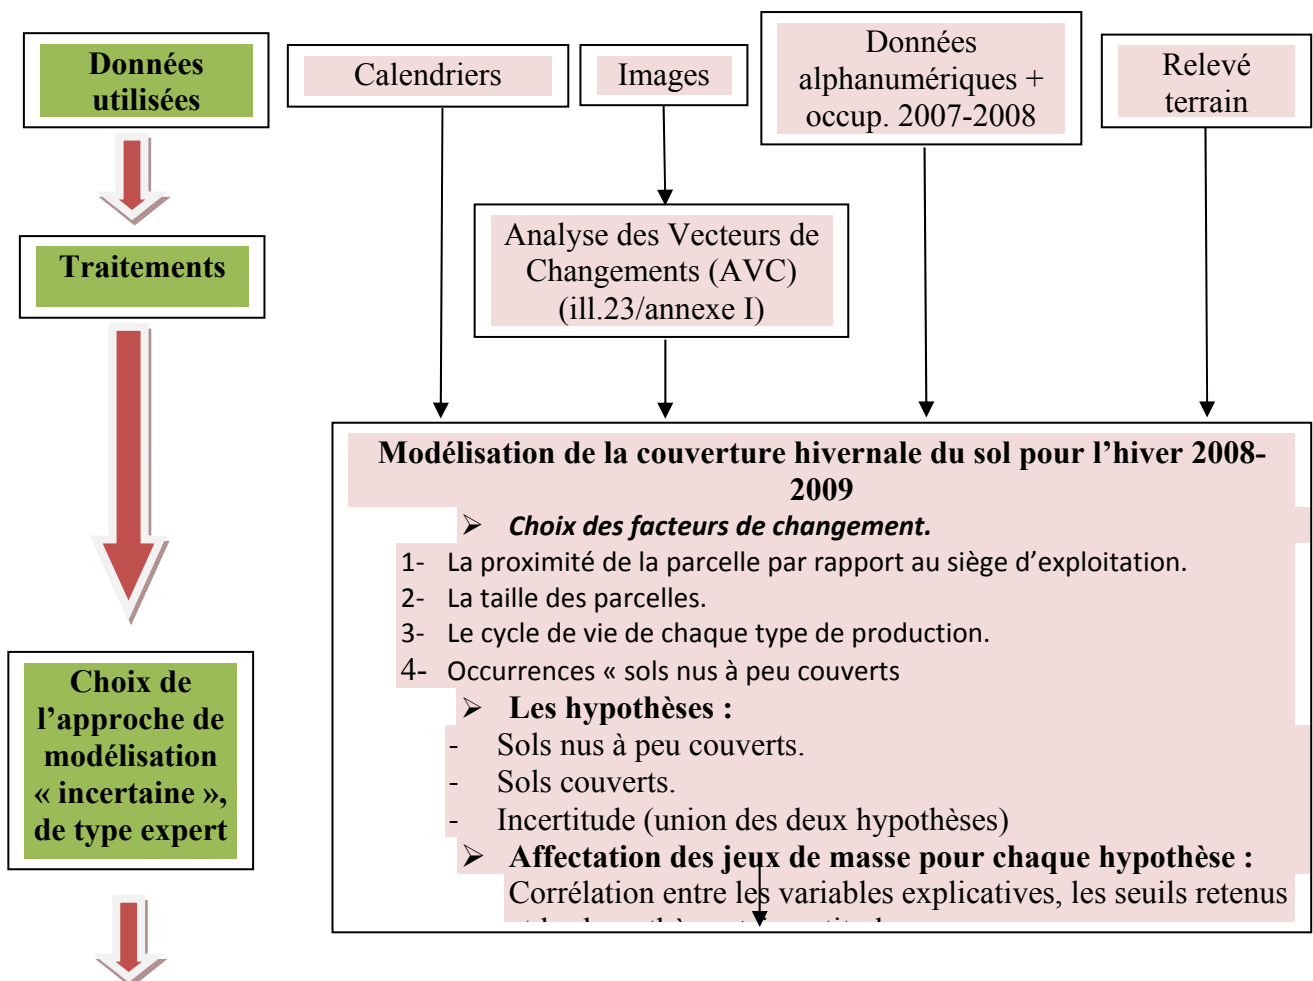 Données
utilisées
Calendriers
Images
Données
alphanumériques +
occup. 2007-2008
Relevé
terrain
Traitements
Analyse des Vecteurs de
Changements (AVC)
(ill.23/annexe I)
Choix de
l’approche de
modélisation
« incertaine »,
de type expert
Modélisation de la couverture hivernale du sol pour l’hiver 2008-
2009
➢ Choix des facteurs de changement.
1- La proximité de la parcelle par rapport au siège d’exploitation.
2- La taille des parcelles.
3- Le cycle de vie de chaque type de production.
4- Occurrences « sols nus à peu couverts
➢ Les hypothèses :
- Sols nus à peu couverts.
- Sols couverts.
- Incertitude (union des deux hypothèses)
➢ Affectation des jeux de masse pour chaque hypothèse :
Corrélation entre les variables explicatives, les seuils retenus